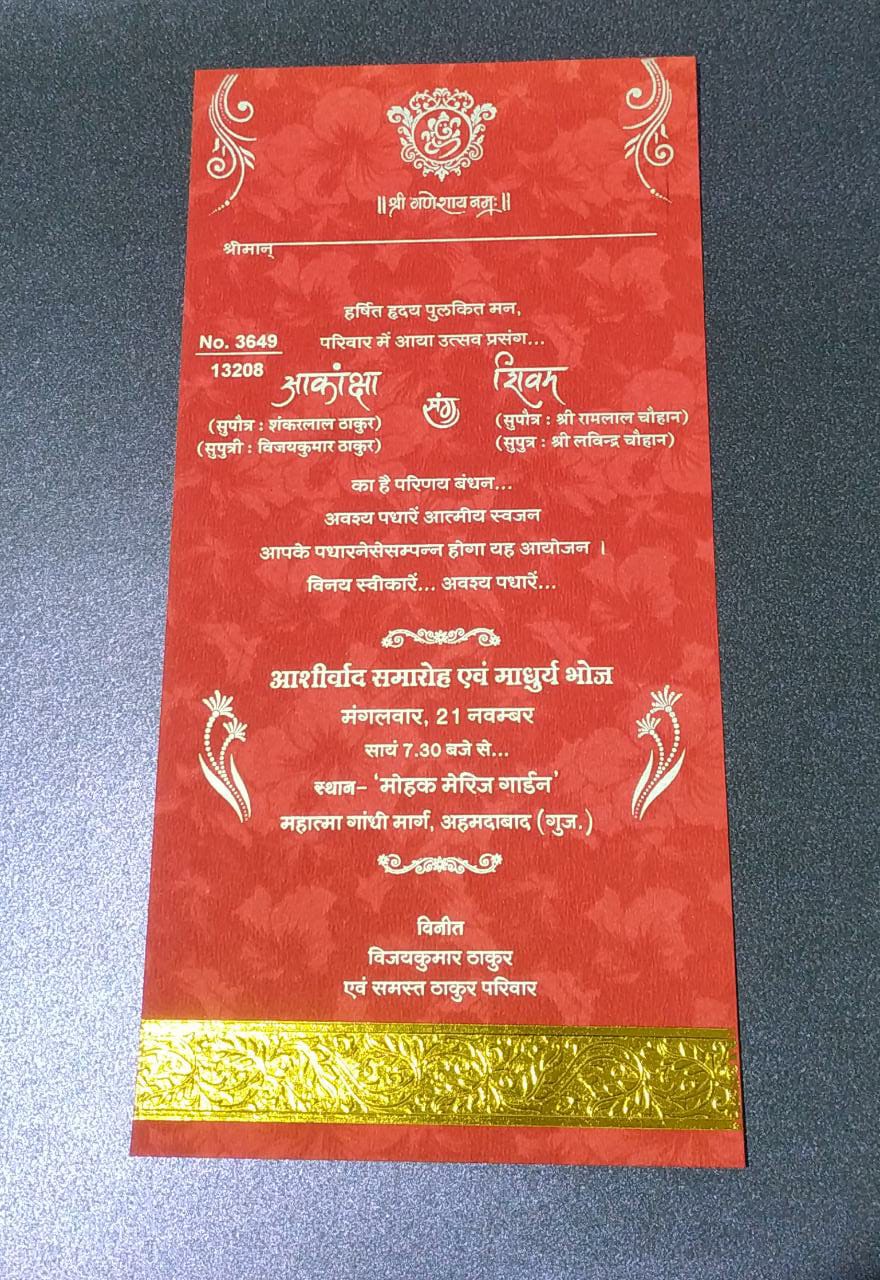 ॥श्री गणेशाय नमः॥
श्रीमान्
हर्षित हृदय पुलकित मन,
परिवार में आया उत्सव प्रसंग...
No. 3649
13208
आकांक्षा
(सुपौत्र : शंकरलाल ठाकुर)
(सुपुत्री : विजयकुमार ठाकुर)
संग
शिवम
(सुपौत्र : श्री रामलाल चौहान)
(सुपुत्र : श्री लविन्द्र चौहान)
का है परिणय बंधन...
अवश्य पधारें आत्मीय स्वजन
आपके पधारनेसेसम्पन्न होगा यह आयोजन ।
विनय स्वीकारें... अवश्य पधारें...
आशीर्वाद समारोह एवं माधुर्य भोज
मंगलवार, 21 नवम्बर
सायं 7.30 बजे से...
स्थान- ‘मोहक मेरिज गार्डन’
महात्मा गांधी मार्ग, अहमदाबाद (गुज.)
विनीत
विजयकुमार ठाकुर
एवं समस्त ठाकुर परिवार